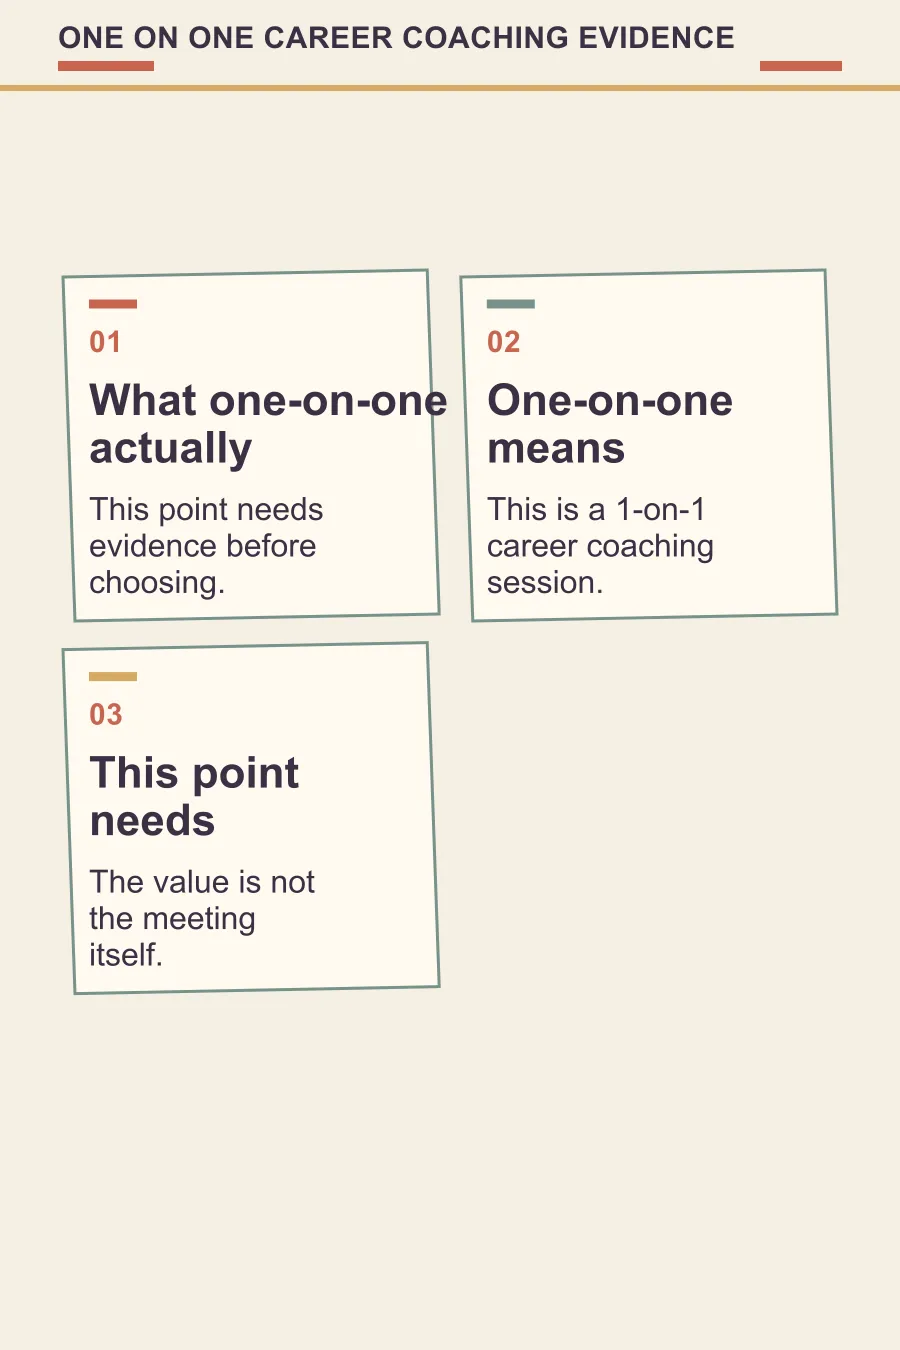 ONE ON ONE CAREER COACHING EVIDENCE
01
What one-on-one
actually
This point needs
evidence before
choosing.
02
One-on-one
means
This is a 1-on-1
career coaching
session.
03
This point
needs
The value is not
the meeting
itself.